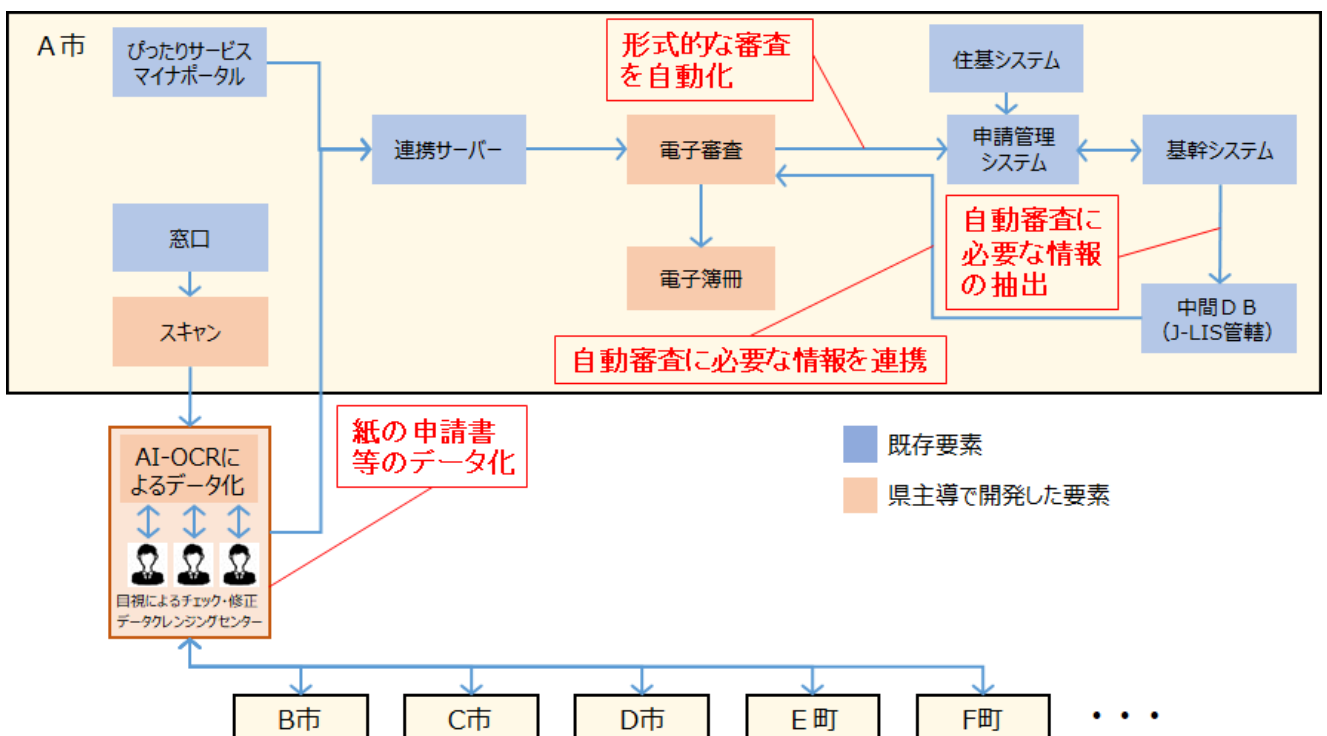 A市
ぴったりサービス
マイナポータル
形式的な審査
を自動化
住基システム
連携サーバー
電子審査
申請管理
システム
基幹システム
窓口
自動審査に
必要な情報
の抽出
電子簿冊
スキャン
中間DB
(J-LIS管轄)
自動審査に必要な情報を連携
紙の申請書
等のデータ化
AI-OCRに
よるデータ化
目視によるチェック・修正
データクレンジングセンター
既存要素
県主導で開発した要素
B市
C市
D市
E町
F町
・・・